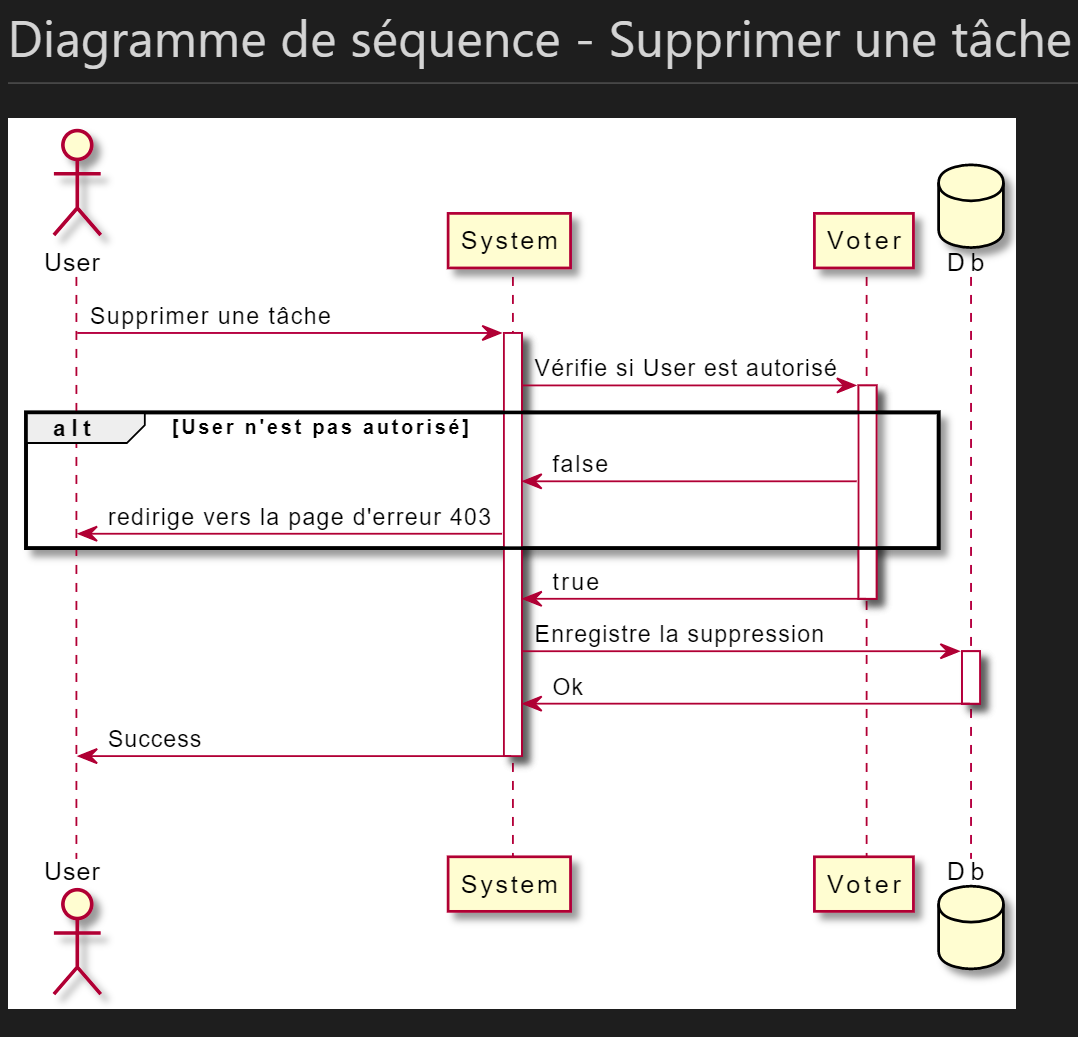 Diagramme de séquence - Supprimer une tâche
User
System
Voter
Db
Supprimer une tâche
Vérifie si User est autorisé
alt [User n'est pas autorisé]
false
redirige vers la page d'erreur 403
true
Enregistre la suppression
Ok
Success
User
System
Voter
Db